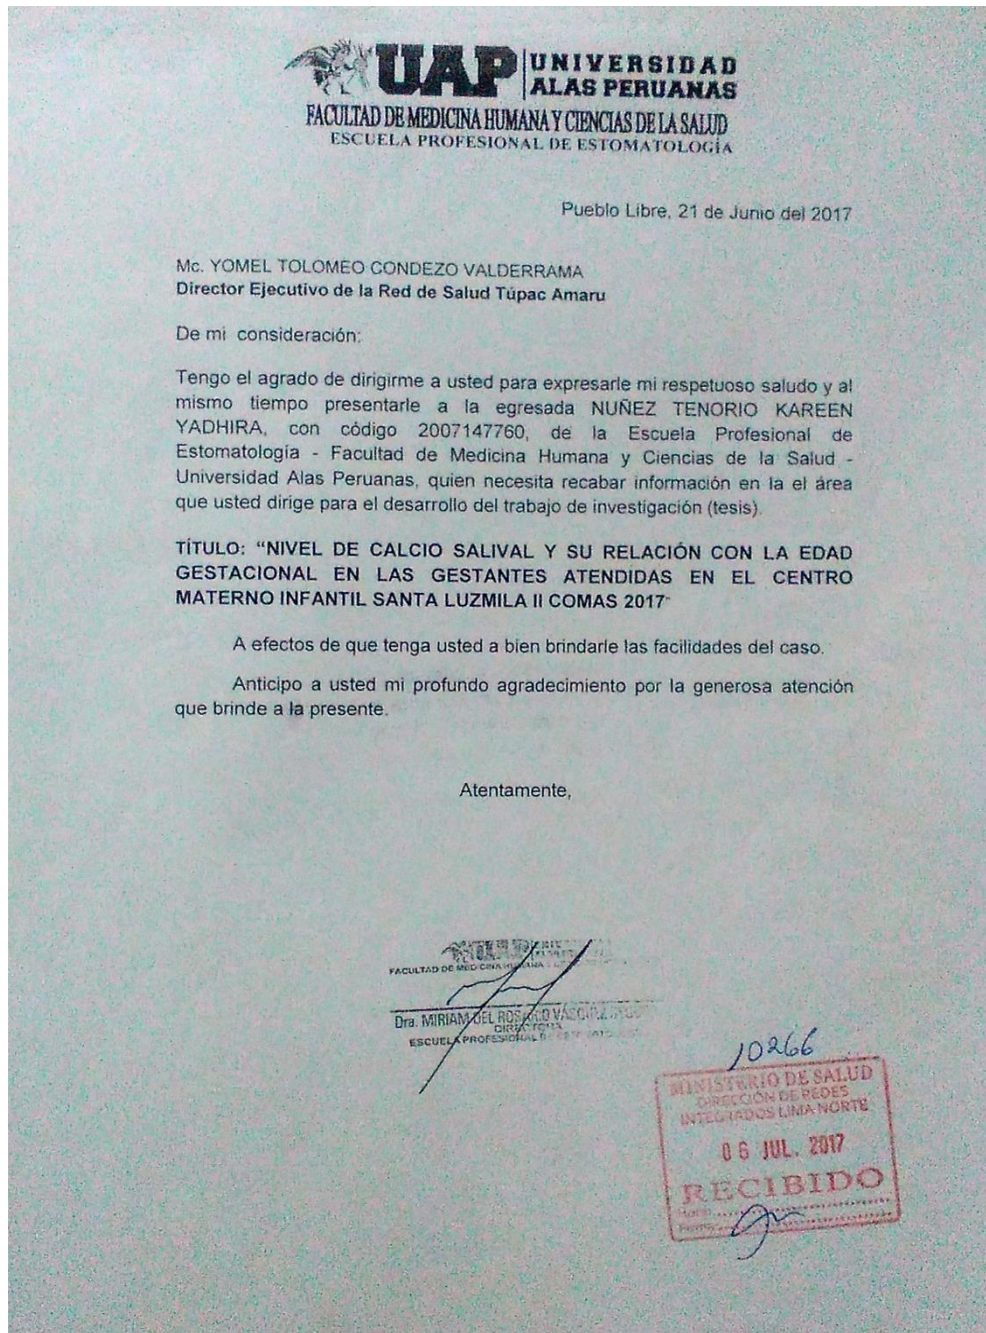 UAP UNIVERSIDAD
ALAS PERUANAS
FACULTAD DE MEDICINA HUMANA Y CIENCIAS DE LA SALUD
ESCUELA PROFESIONAL DE ESTOMATOLOGÍA
Pueblo Libre, 21 de Junio del 2017
Mc. YOMEL TOLOMEO CONDEZO VALDERRAMA
Director Ejecutivo de la Red de Salud Túpac Amaru
De mi consideración:
Tengo el agrado de dirigirme a usted para expresarle mi respetuoso saludo y al
mismo tiempo presentarle a la egresada NUÑEZ TENORIO KAREEN
YADHIRA, con código 2007147760, de la Escuela Profesional de
Estomatología - Facultad de Medicina Humana y Ciencias de la Salud -
Universidad Alas Peruanas, quien necesita recabar información en la el área
que usted dirige para el desarrollo del trabajo de investigación (tesis).
TÍTULO: “NIVEL DE CALCIO SALIVAL Y SU RELACIÓN CON LA EDAD
GESTACIONAL EN LAS GESTANTES ATENDIDAS EN EL CENTRO
MATERNO INFANTIL SANTA LUZMILA II COMAS 2017”
A efectos de que tenga usted a bien brindarle las facilidades del caso.
Anticipo a usted mi profundo agradecimiento por la generosa atención
que brinde a la presente.
Atentamente,
UAP
FACULTAD DE MEDICINA HUMANA
Dra. MIRIAM DEL ROSARIO VÁSQUEZ
DIRECTORA
ESCUELA PROFESIONAL DE
10266
MINISTERIO DE SALUD
DIRECCIÓN DE REDES
INTEGRADOS LIMA NORTE
06 JUL. 2017
RECIBIDO